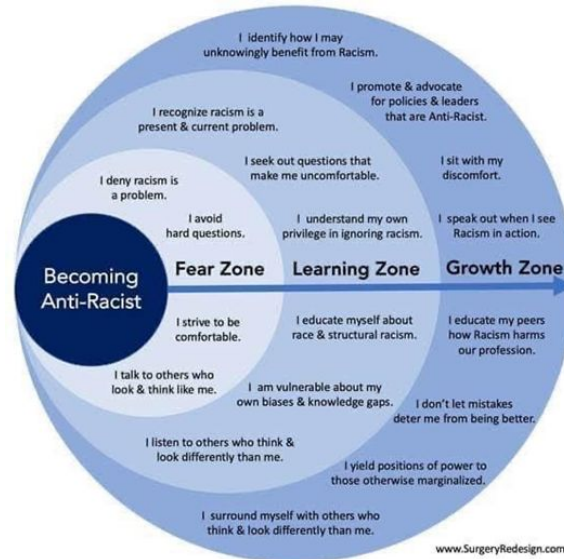 I identify how I may
unknowingly benefit from Racism.
I promote & advocate
for policies & leaders
that are Anti-Racist.
I recognize racism is a
present & current problem.
I seek out questions that
make me uncomfortable.
I sit with my
discomfort.
I deny racism is
a problem.
I avoid
hard questions.
I understand my own
privilege in ignoring racism.
I speak out when I see
Racism in action.
Becoming
Anti-Racist
Fear Zone
Learning Zone
Growth Zone
I strive to be
comfortable.
I educate myself about
race & structural racism.
I educate my peers
how Racism harms
our profession.
I talk to others who
look & think like me.
I am vulnerable about my
own biases & knowledge gaps.
I don't let mistakes
deter me from being better.
I listen to others who think &
look differently than me.
I yield positions of power to
those otherwise marginalized.
I surround myself with others who
think & look differently than me.
www.SurgeryRedesign.com